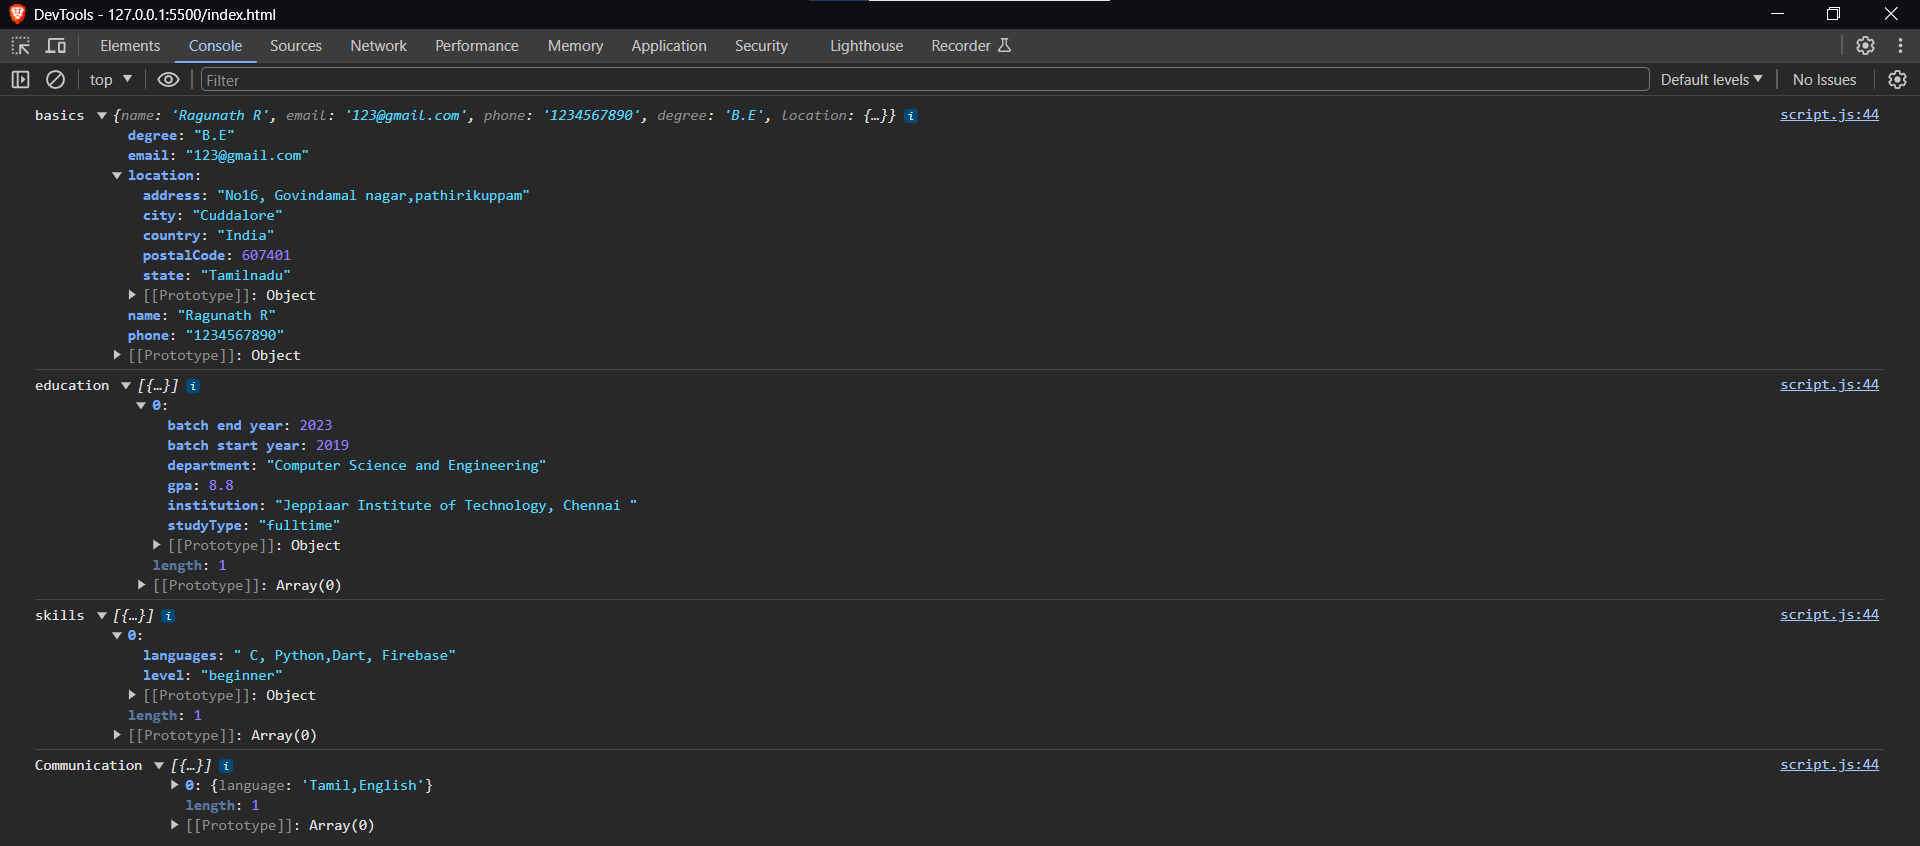 DevTools - 127.0.0.1:5500/index.html
Elements Console Sources Network Performance Memory Application Security Lighthouse Recorder
top Filter Default levels No Issues
basics {name: 'Ragunath R', email: '123@gmail.com', phone: '1234567890', degree: 'B.E', location: {…}} i script.js:44
degree: "B.E"
email: "123@gmail.com"
location:
address: "No16, Govindamal nagar,pathirikuppam"
city: "Cuddalore"
country: "India"
postalCode: 607401
state: "Tamilnadu"
[[Prototype]]: Object
name: "Ragunath R"
phone: "1234567890"
[[Prototype]]: Object
education [{…}] i script.js:44
0:
batch end year: 2023
batch start year: 2019
department: "Computer Science and Engineering"
gpa: 8.8
institution: "Jeppiaar Institute of Technology, Chennai "
studyType: "fulltime"
[[Prototype]]: Object
length: 1
[[Prototype]]: Array(0)
skills [{…}] i script.js:44
0:
languages: " C, Python,Dart, Firebase"
level: "beginner"
[[Prototype]]: Object
length: 1
[[Prototype]]: Array(0)
Communication [{…}] i script.js:44
0: {language: 'Tamil,English'}
length: 1
[[Prototype]]: Array(0)